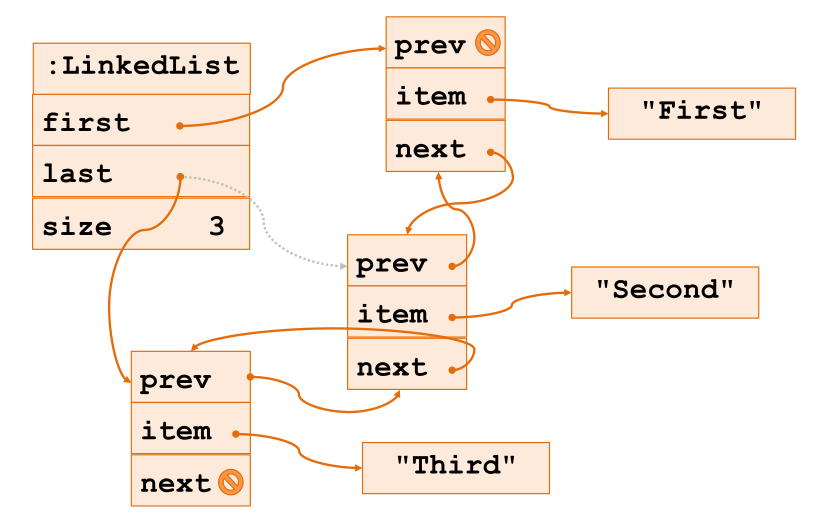 :LinkedList
first
last
size 3
prev
item
next
"First"
prev
item
next
"Second"
prev
item
next
"Third"